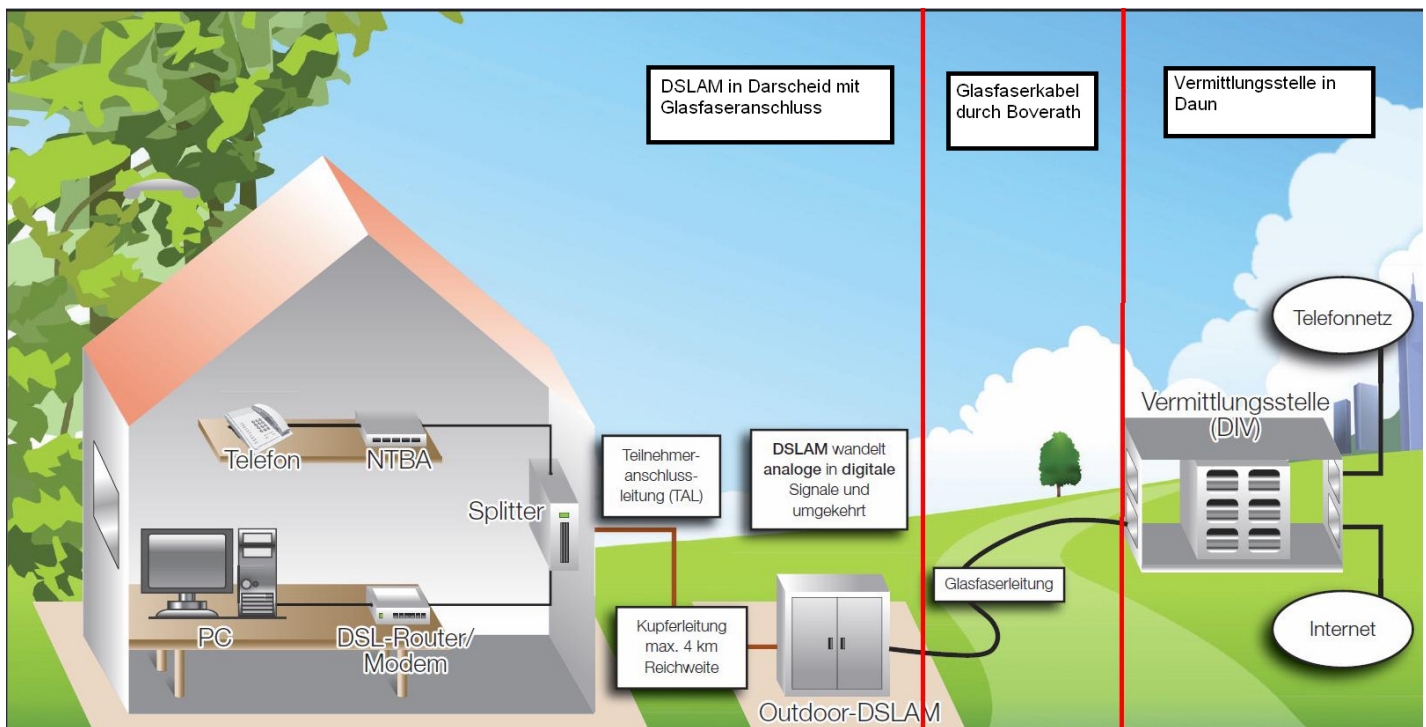 DSLAM in Darscheid mit
Glasfaseranschluss
Glasfaserkabel
durch Boverath
Vermittlungsstelle in
Daun
Telefonnetz
Vermittlungsstelle
(DIV)
Telefon
NTBA
Splitter
Teilnehmer-
anschluss-
leitung (TAL)
DSLAM wandelt
analoge in digitale
Signale und
umgekehrt
Glasfaserleitung
PC
DSL-Router/
Modem
Kupferleitung
max. 4 km
Reichweite
Outdoor-DSLAM
Internet